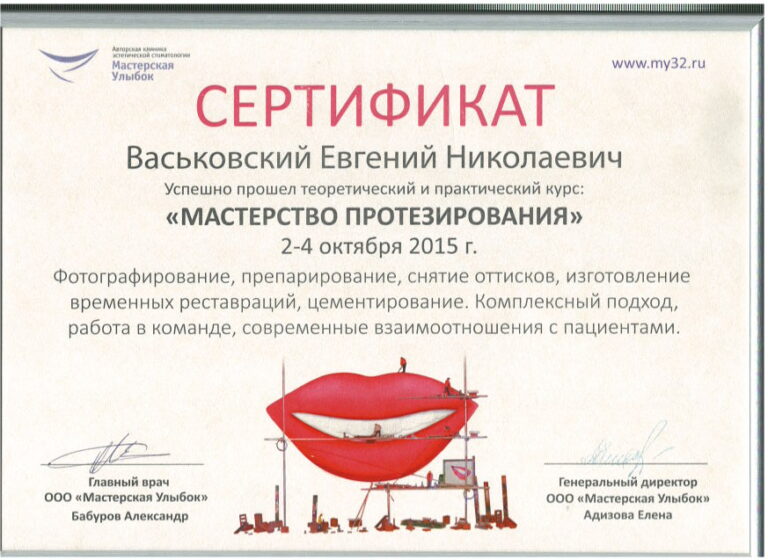 Авторская клиника
эстетической стоматологии
Мастерская
Улыбок
www.my32.ru
СЕРТИФИКАТ
Васьковский Евгений Николаевич
Успешно прошел теоретический и практический курс:
«МАСТЕРСТВО ПРОТЕЗИРОВАНИЯ»
2-4 октября 2015 г.
Фотографирование, препарирование, снятие оттисков, изготовление
временных реставраций, цементирование. Комплексный подход,
работа в команде, современные взаимоотношения с пациентами.
Главный врач
ООО «Мастерская Улыбок»
Бабуров Александр
Генеральный директор
ООО «Мастерская Улыбок»
Адизова Елена